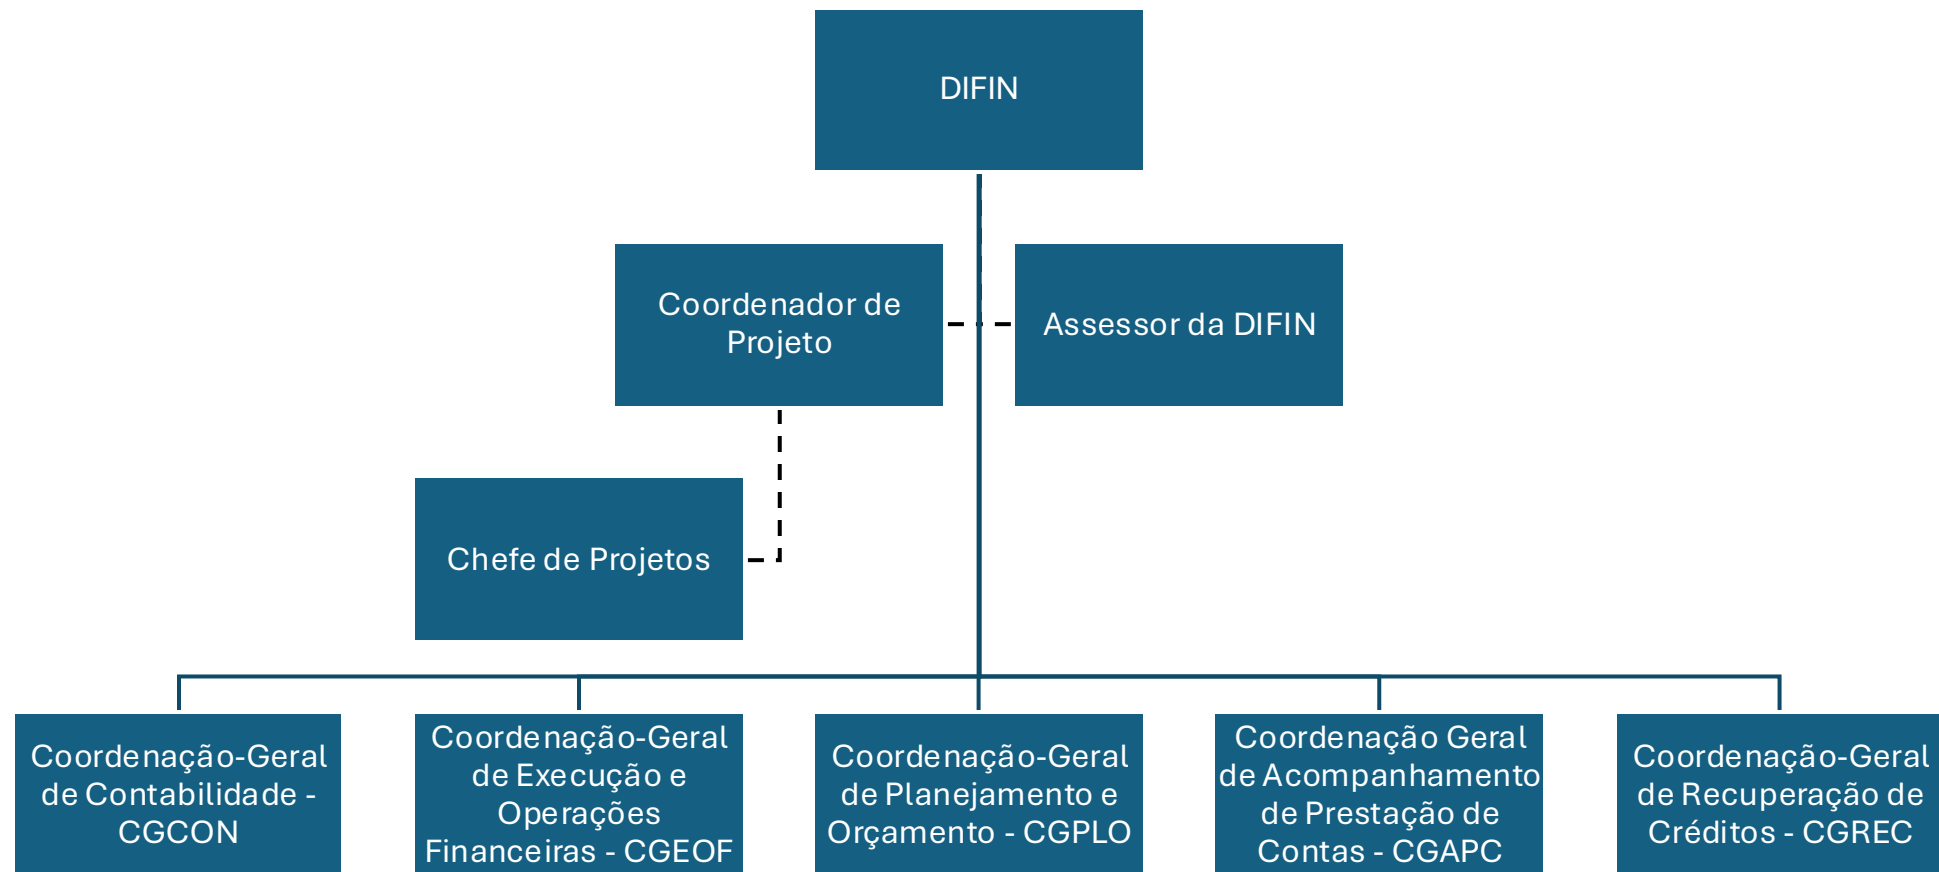 DIFIN
Coordenador de
Projeto
Assessor da DIFIN
Chefe de Projetos
Coordenação-Geral
de Contabilidade -
CGCON
Coordenação-Geral
de Execução e
Operações
Financeiras - CGEOF
Coordenação-Geral
de Planejamento e
Orçamento - CGPLO
Coordenação Geral
de Acompanhamento
de Prestação de
Contas - CGAPC
Coordenação-Geral
de Recuperação de
Créditos - CGREC